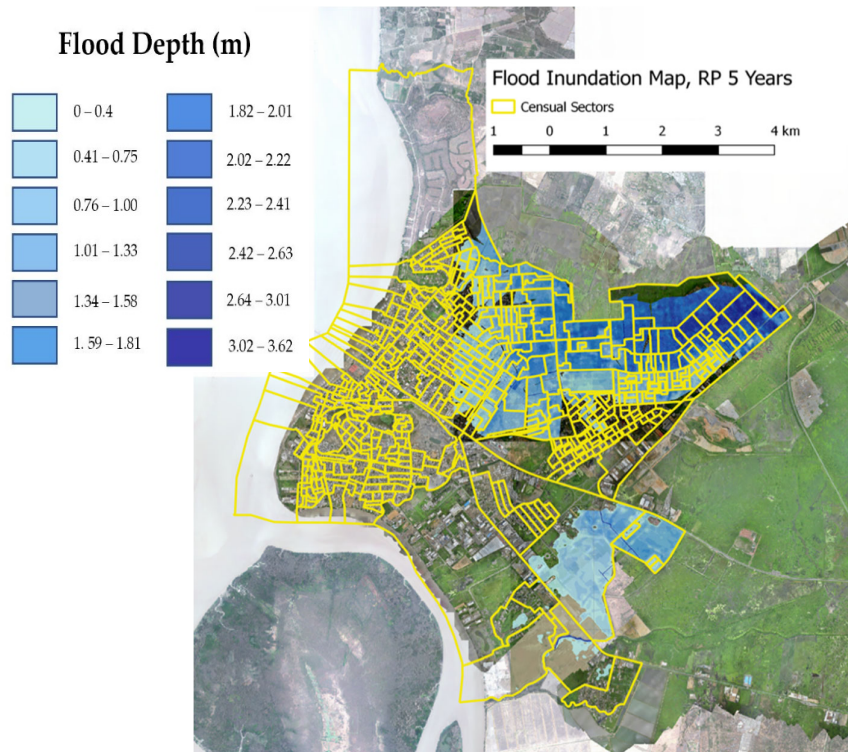 Flood Depth (m)
0 – 0.4
0.41 – 0.75
0.76 – 1.00
1.01 – 1.33
1.34 – 1.58
1. 59 – 1.81
1.82 – 2.01
2.02 – 2.22
2.23 – 2.41
2.42 – 2.63
2.64 – 3.01
3.02 – 3.62
Flood Inundation Map, RP 5 Years
Censual Sectors
1 0 1 2 3 4 km